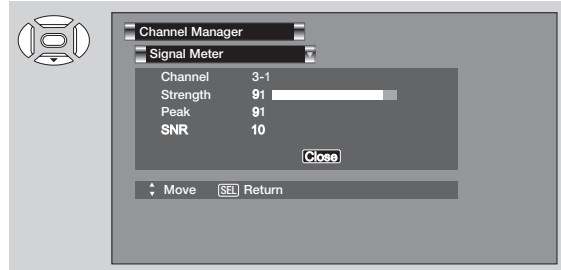 Channel Manager
Signal Meter
Channel 3-1
Strength 91
Peak 91
SNR 10
Close
Move SEL Return